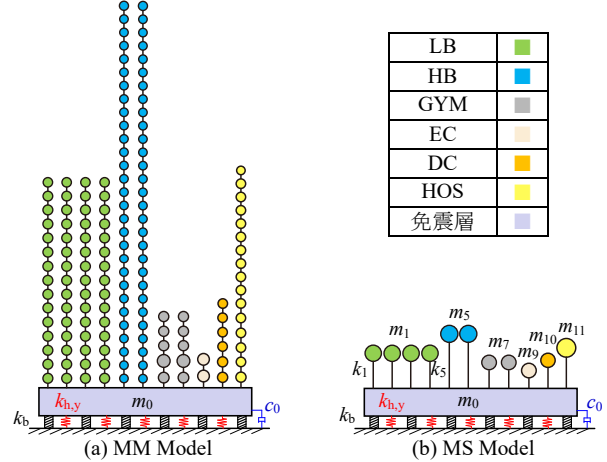 LB
HB
GYM
EC
DC
HOS
免震層
m5
m11
m1
m10
m7
m9
k1
k5
kh,y
m0
c0
kb
kh,y
m0
c0
kb
(a) MM Model
(b) MS Model